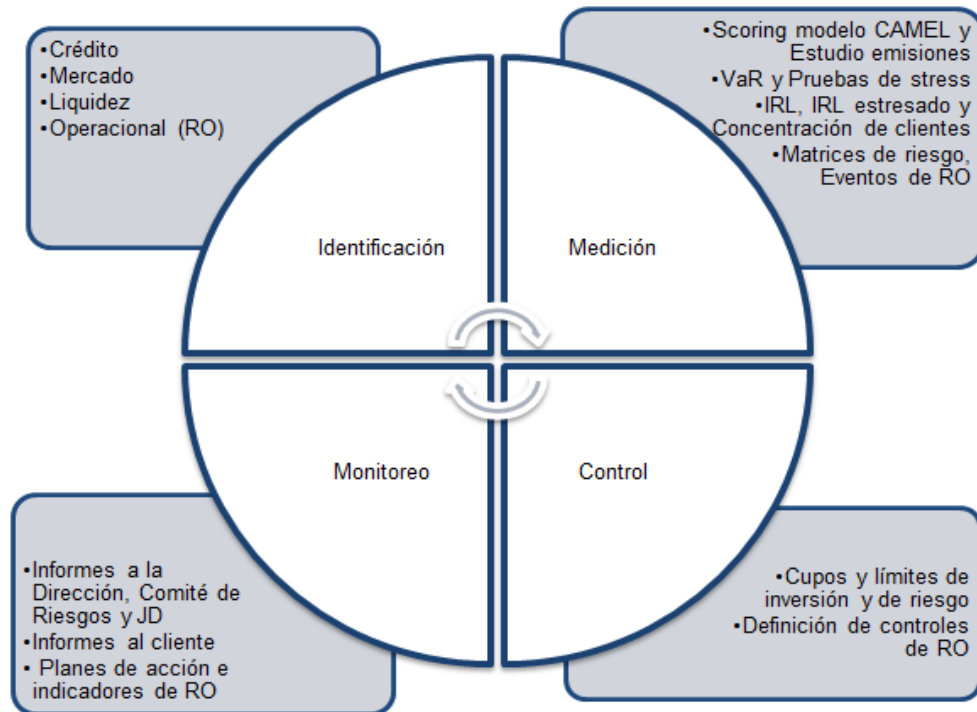 •Crédito
•Mercado
•Liquidez
•Operacional (RO)
•Scoring modelo CAMEL y
Estudio emisiones
•VaR y Pruebas de stress
•IRL, IRL estresado y
Concentración de clientes
•Matrices de riesgo,
Eventos de RO
Identificación
Medición
Monitoreo
Control
•Informes a la
Dirección, Comité de
Riesgos y JD
•Informes al cliente
• Planes de acción e
indicadores de RO
•Cupos y límites de
inversión y de riesgo
•Definición de controles
de RO